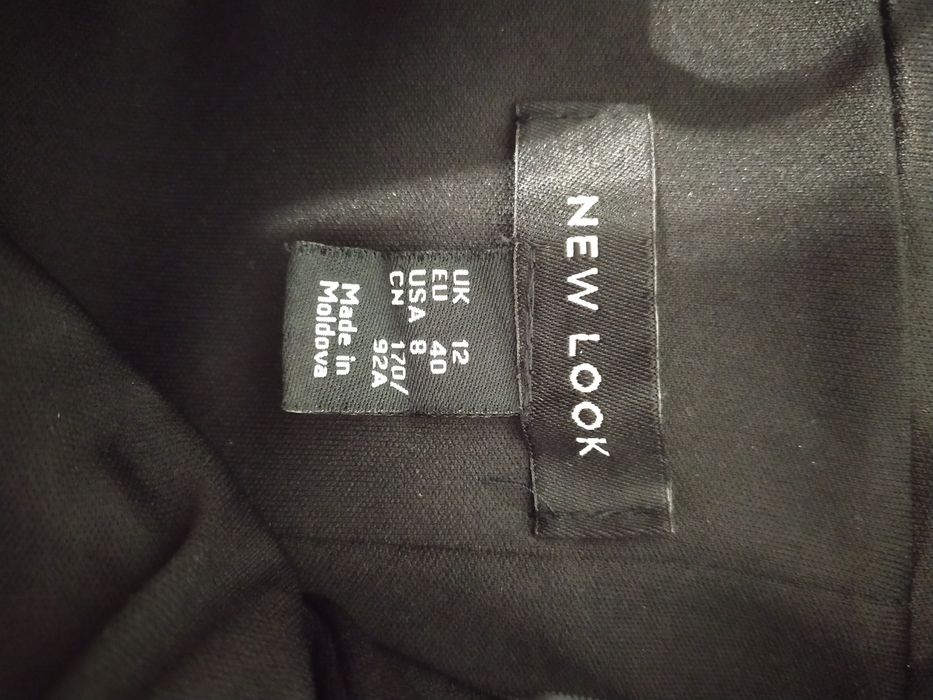 NEW LOOK
UK 12
EU 40
USA 8
CN 170/
92A
Made in
Moldova